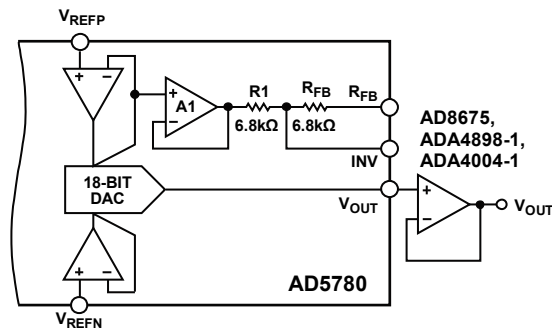 VREFP
+ −
+ A1 −
R1
6.8kΩ
RFB
6.8kΩ
RFB
INV
AD8675,
ADA4898-1,
ADA4004-1
18-BIT
DAC
VOUT
+ −
VOUT
+ −
AD5780
VREFN